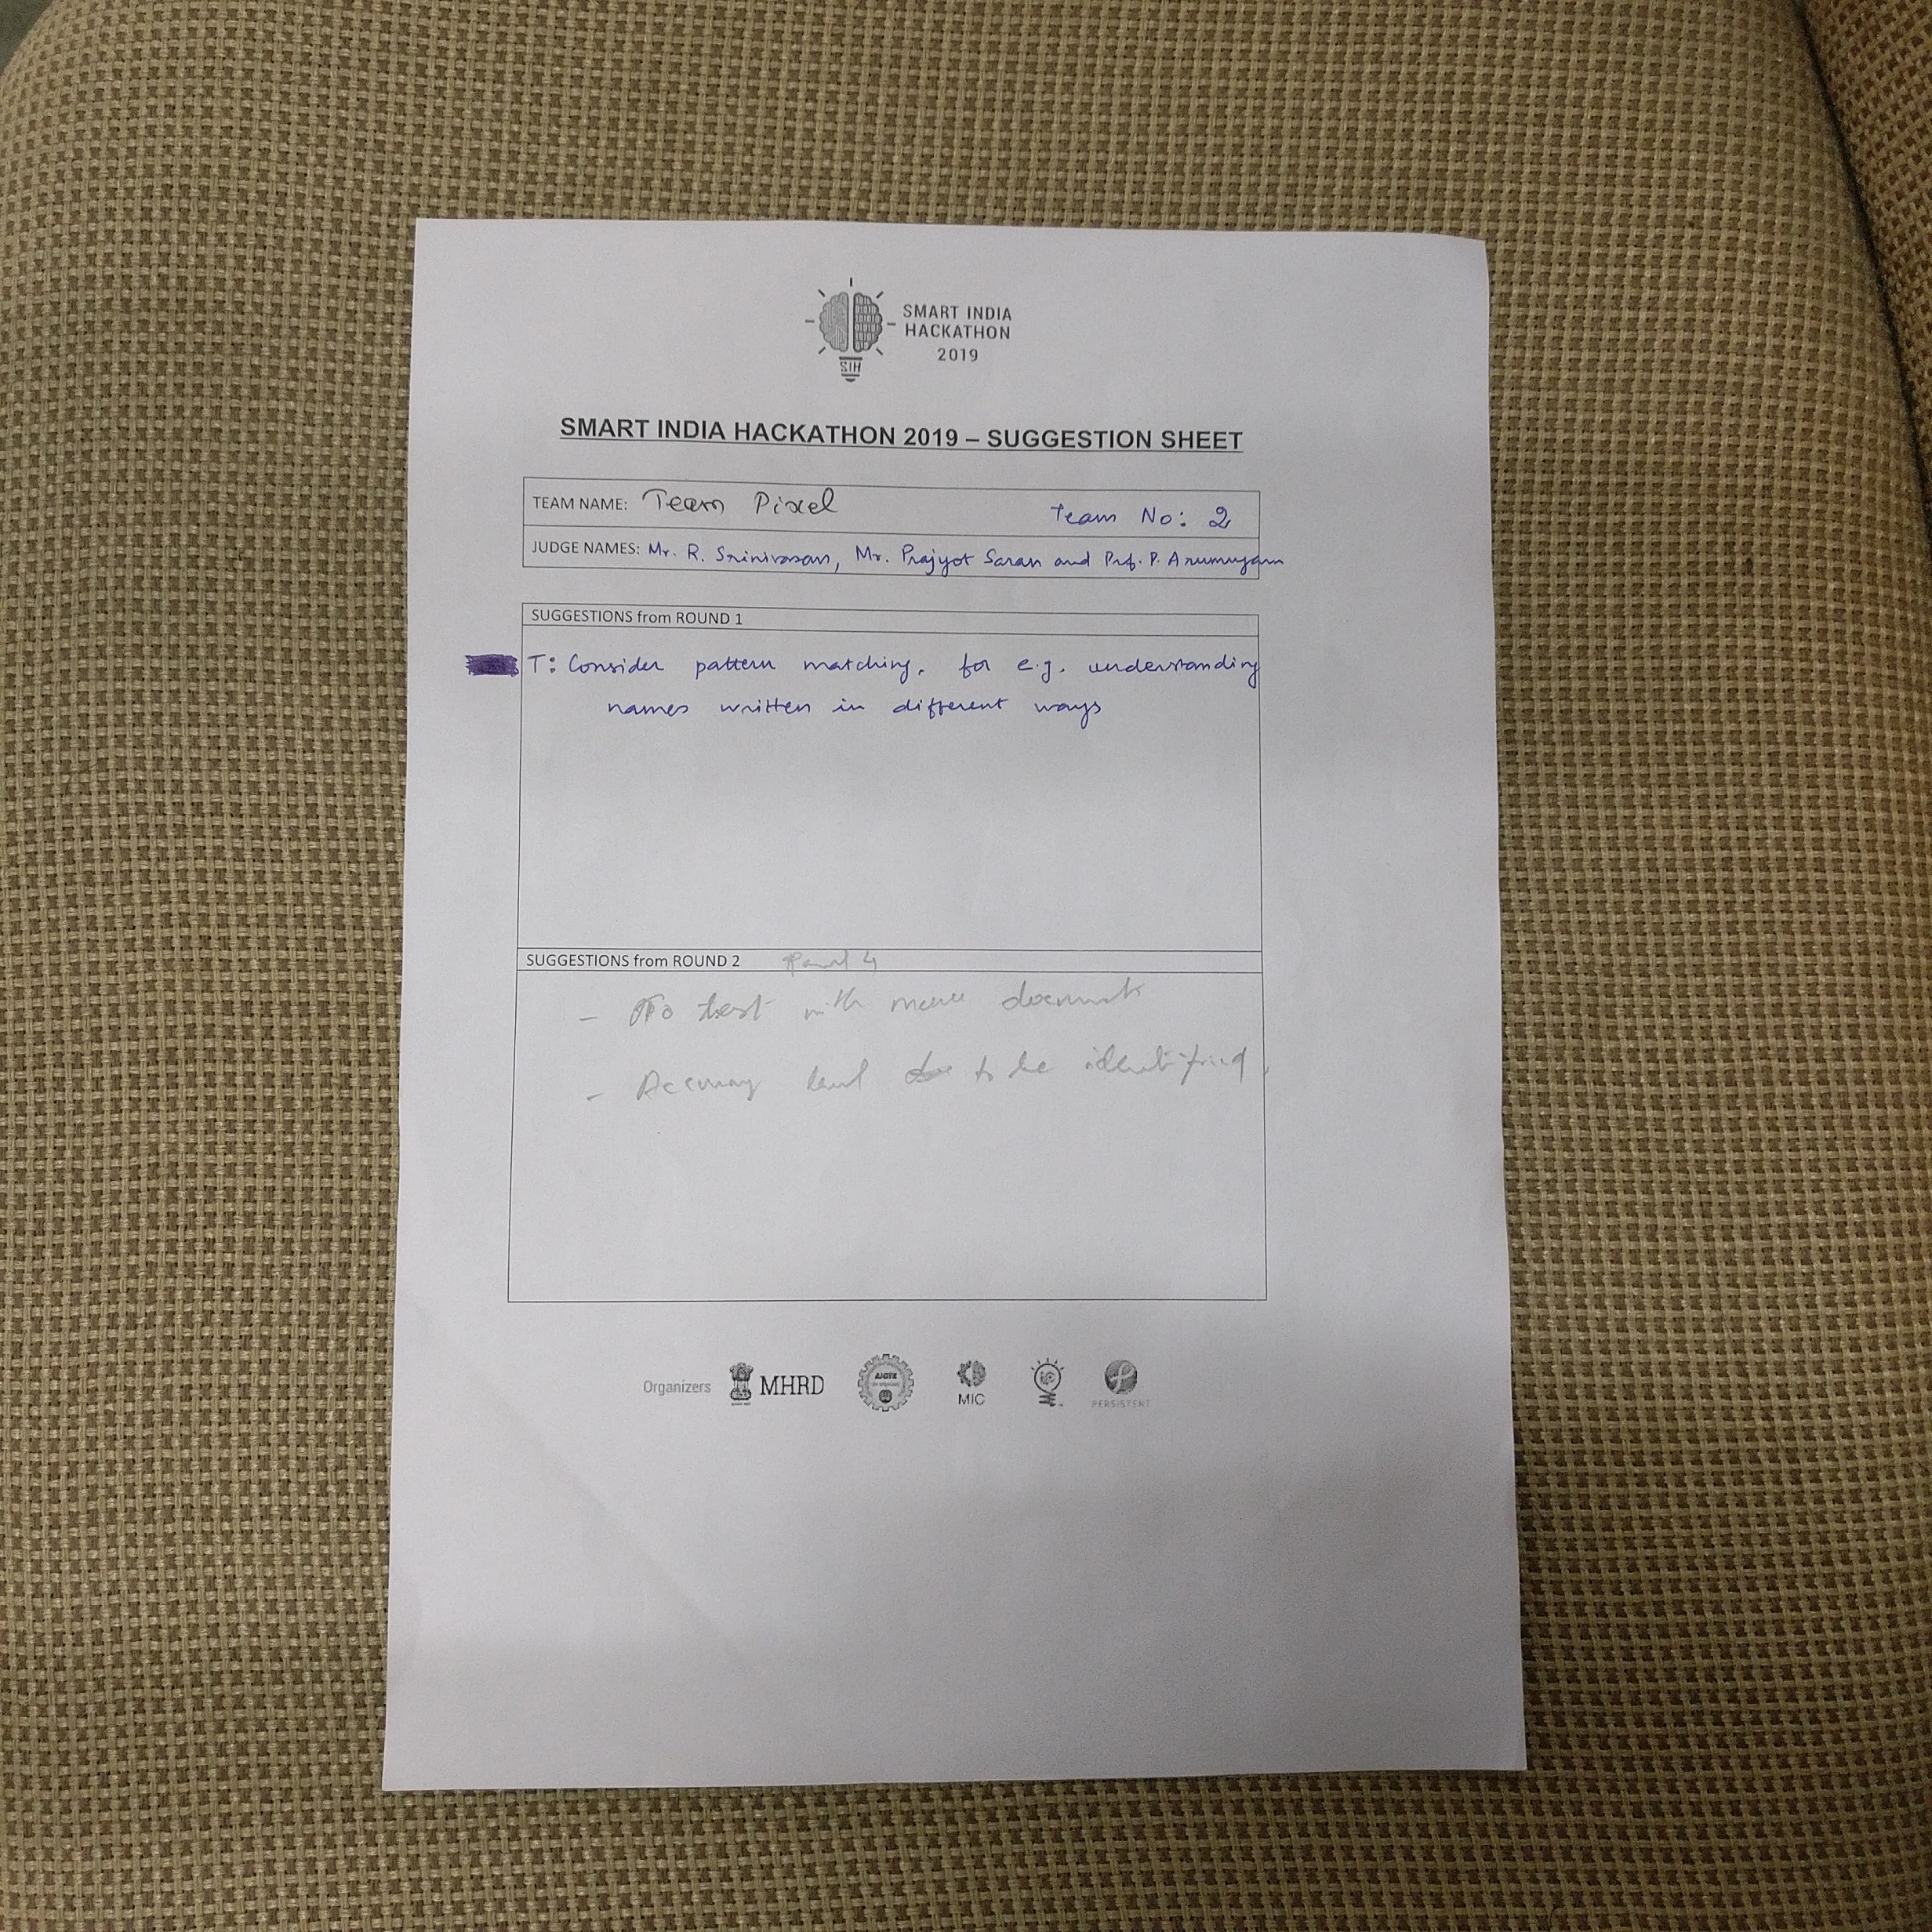 SMART INDIA
HACKATHON
2019
SIH
SMART INDIA HACKATHON 2019 – SUGGESTION SHEET
TEAM NAME: Team Pixel Team No: 2
JUDGE NAMES: Mr. R. Srinivasan, Mr. Prajyot Saran and Prof. P. Arumugam
SUGGESTIONS from ROUND 1
T: Consider pattern matching, for e.g. understanding
names written in different ways
SUGGESTIONS from ROUND 2
- To test with more documents
- Accuracy level to be identified
Organizers MHRD AICTE MIC PERSISTENT